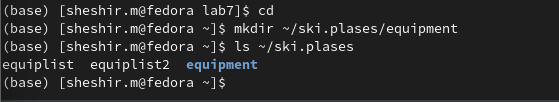 (base) [sheshir.m@fedora lab7]$ cd
(base) [sheshir.m@fedora ~]$ mkdir ~/ski.plases/equipment
(base) [sheshir.m@fedora ~]$ ls ~/ski.plases
equiplist  equiplist2  equipment
(base) [sheshir.m@fedora ~]$